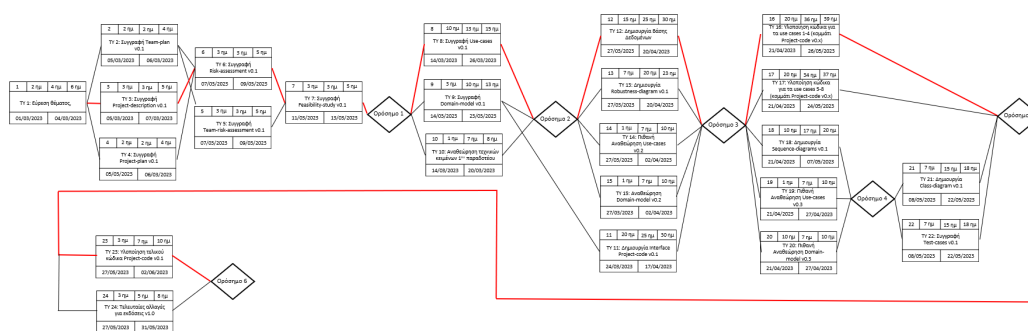 1 2 ημ 4 ημ 6 ημ
ΤΥ 1: Εύρεση θέματος,
01/03/2023 04/03/2023
2 2 ημ 2 ημ 4 ημ
ΤΥ 2: Συγγραφή Team-plan
v0.1
05/03/2023 06/03/2023
ΤΥ 3: Συγγραφή
Project-description v0.1
05/03/2023 07/03/2023
4 2 ημ 2 ημ 4 ημ
ΤΥ 4: Συγγραφή
Project-plan v0.1
05/03/2023 06/03/2023
6 3 ημ 5 ημ 5 ημ
ΤΥ 6: Συγγραφή
Risk-assessment v0.1
07/03/2023 09/03/2023
5 3 ημ 5 ημ 5 ημ
ΤΥ 5: Συγγραφή
Team-risk-assessment v0.1
07/03/2023 09/03/2023
7 3 ημ 5 ημ 5 ημ
ΤΥ 7: Συγγραφή
Feasibility-study v0.1
11/03/2023 13/03/2023
Ορόσημο 1
8 10 ημ 15 ημ 15 ημ
ΤΥ 8: Συγγραφή Use-cases
v0.1
14/03/2023 26/03/2023
9 5 ημ 5 ημ 10 ημ
ΤΥ 9: Συγγραφή
Domain-model v0.1
14/03/2023 23/03/2023
10 1 ημ 7 ημ 8 ημ
ΤΥ 10: Αναθεώρηση τεχνικών
κειμένων 1ου παραδοτέου
14/03/2023 20/03/2023
Ορόσημο 2
12 15 ημ 25 ημ 30 ημ
ΤΥ 12: Δημιουργία Βάσης
Δεδομένων
27/03/2023 20/04/2023
13 7 ημ 20 ημ 23 ημ
ΤΥ 13: Δημιουργία
Robustness-diagram v0.1
27/03/2023 20/04/2023
14 1 ημ 7 ημ 10 ημ
ΤΥ 14: Πιθανή
Αναθεώρηση Use-cases
v0.2
27/03/2023 02/04/2023
15 1 ημ 7 ημ 10 ημ
ΤΥ 15: Αναθεώρηση
Domain-model v0.2
27/03/2023 02/04/2023
11 20 ημ 25 ημ 30 ημ
ΤΥ 11: Δημιουργία Interface
Project-code v0.1
24/03/2023 17/04/2023
Ορόσημο 3
16 20 ημ 36 ημ 39 ημ
ΤΥ 16: Υλοποίηση κώδικα για
τα use cases 1-4 (κομμάτι
Project-code v0.x)
21/04/2023 26/05/2023
17 20 ημ 34 ημ 37 ημ
ΤΥ 17: Υλοποίηση κώδικα
για τα use cases 5-8
(κομμάτι Project-code v0.x)
21/04/2023 24/05/2023
18 10 ημ 17 ημ 20 ημ
ΤΥ 18: Δημιουργία
Sequence-diagrams v0.1
21/04/2023 07/05/2023
19 1 ημ 7 ημ 10 ημ
ΤΥ 19: Πιθανή
Αναθεώρηση Use-cases
v0.3
21/04/2023 27/04/2023
20 10 ημ 7 ημ 10 ημ
ΤΥ 20: Πιθανή
Αναθεώρηση Domain-
model v0.3
21/04/2023 27/04/2023
Ορόσημο 4
21 7 ημ 15 ημ 18 ημ
ΤΥ 21: Δημιουργία
Class-diagram v0.1
08/05/2023 22/05/2023
22 7 ημ 15 ημ 18 ημ
ΤΥ 22: Συγγραφή
Test-cases v0.1
08/05/2023 22/05/2023
Ορόσημο
23 3 ημ 7 ημ 10 ημ
ΤΥ 23: Υλοποίηση τελικού
κώδικα Project-code v0.1
27/05/2023 02/06/2023
24 3 ημ 5 ημ 8 ημ
ΤΥ 24: Τελευταίες αλλαγές
για εκδόσεις v1.0
27/05/2023 31/05/2023
Ορόσημο 6